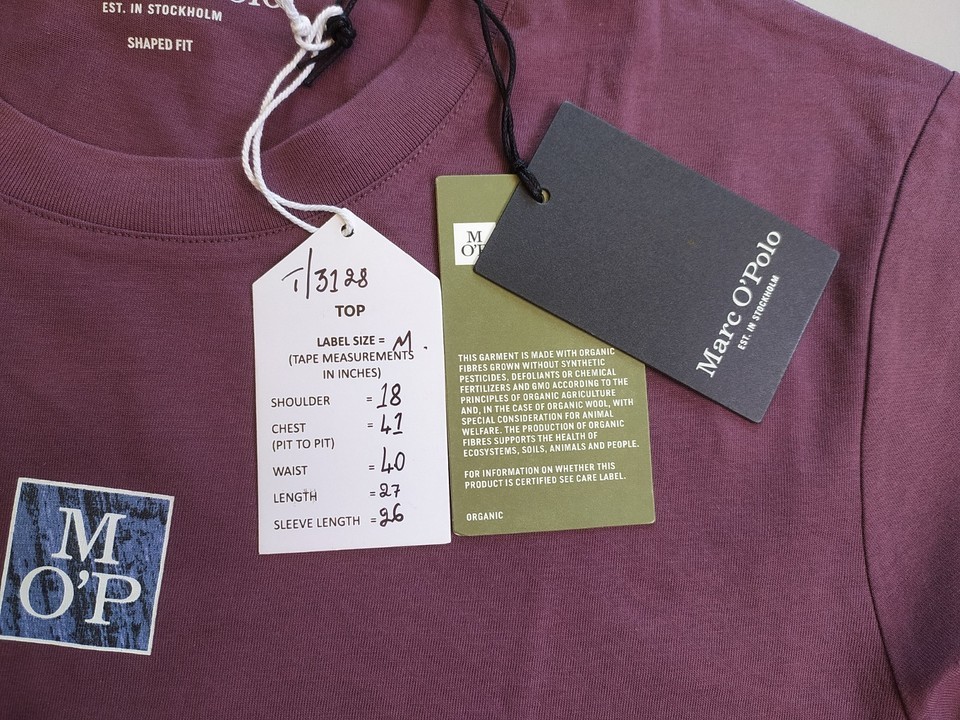 EST. IN STOCKHOLM
SHAPED FIT
T/3128
TOP
LABEL SIZE = M.
(TAPE MEASUREMENTS
IN INCHES)
SHOULDER = 18
CHEST = 41
(PIT TO PIT)
WAIST = 40
LENGTH = 27
SLEEVE LENGTH = 26
M
O'P
THIS GARMENT IS MADE WITH ORGANIC
FIBRES GROWN WITHOUT SYNTHETIC
PESTICIDES, DEFOLIANTS OR CHEMICAL
FERTILIZERS AND GMO ACCORDING TO THE
PRINCIPLES OF ORGANIC AGRICULTURE
AND, IN THE CASE OF ORGANIC WOOL, WITH
SPECIAL CONSIDERATION FOR ANIMAL
WELFARE. THE PRODUCTION OF ORGANIC
FIBRES SUPPORTS THE HEALTH OF
ECOSYSTEMS, SOILS, ANIMALS AND PEOPLE.
FOR INFORMATION ON WHETHER THIS
PRODUCT IS CERTIFIED SEE CARE LABEL.
ORGANIC
Marc O'Polo
EST. IN STOCKHOLM
M
O'P